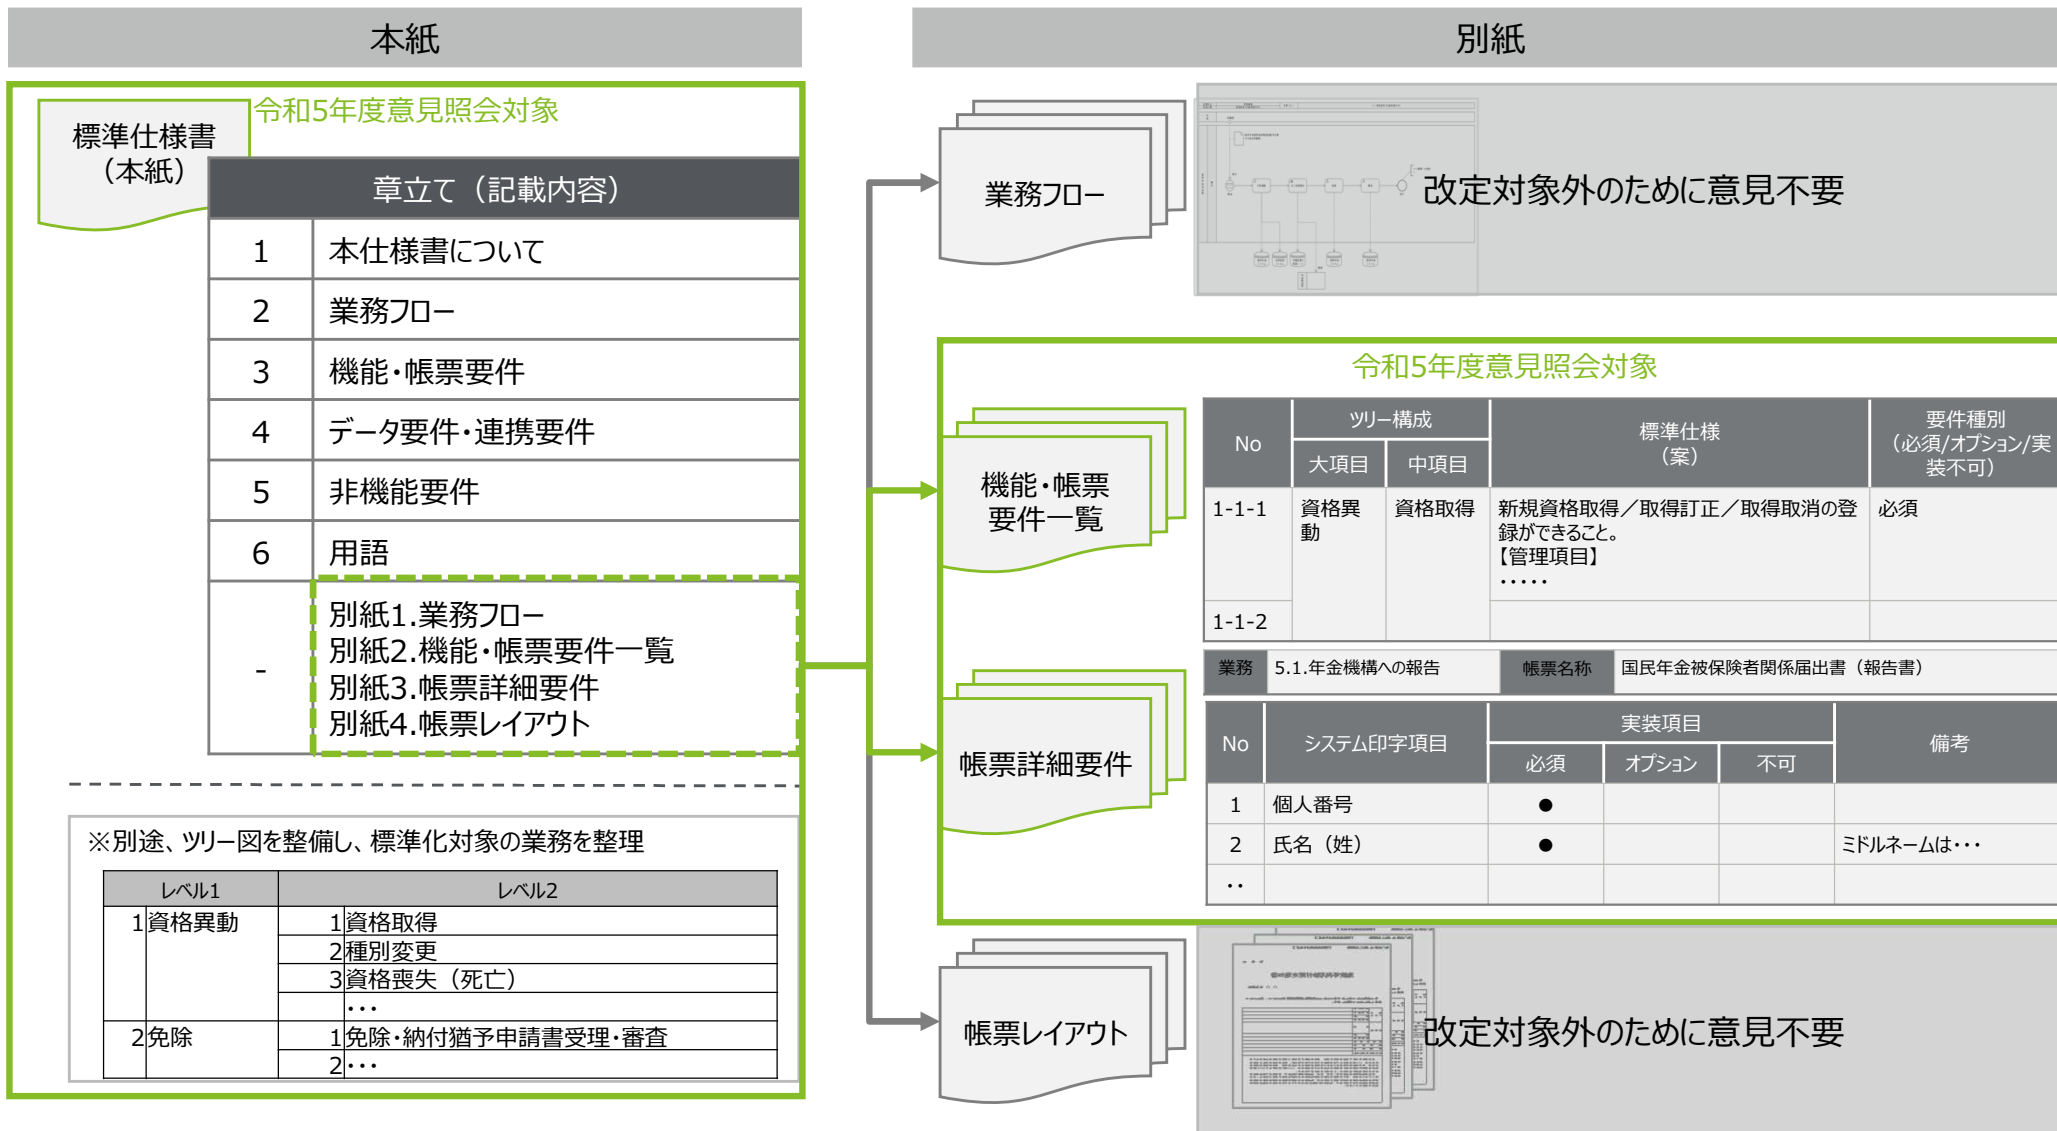 本紙
別紙
令和5年度意見照会対象
標準仕様書
（本紙）
章立て（記載内容）
1 本仕様書について
2 業務フロー
3 機能・帳票要件
4 データ要件・連携要件
5 非機能要件
6 用語
- 別紙1.業務フロー
別紙2.機能・帳票要件一覧
別紙3.帳票詳細要件
別紙4.帳票レイアウト
※別途、ツリー図を整備し、標準化対象の業務を整理
レベル1 レベル2
1 資格異動 1 資格取得
2 種別変更
3 資格喪失（死亡）
・・・
2 免除 1 免除・納付猶予申請書受理・審査
2 ・・・
業務フロー
改定対象外のために意見不要
令和5年度意見照会対象
機能・帳票
要件一覧
No ツリー構成 標準仕様
（案） 要件種別
（必須/オプション/実
装不可）
大項目 中項目
1-1-1 資格異
動 資格取得 新規資格取得／取得訂正／取得取消の登
録ができること。
【管理項目】
・・・・・ 必須
1-1-2
業務 5.1.年金機構への報告 帳票名称 国民年金被保険者関係届出書（報告書）
帳票詳細要件
No システム印字項目 実装項目 備考
必須 オプション 不可
1 個人番号 ●
2 氏名（姓） ● ミドルネームは・・・
・・
帳票レイアウト
改定対象外のために意見不要